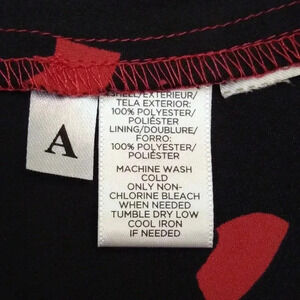 A
SHELL/EXTERIEUR/
TELA EXTERIOR:
100% POLYESTER/
POLIÉSTER
LINING/DOUBLURE/
FORRO:
100% POLYESTER/
POLIÉSTER
MACHINE WASH
COLD
ONLY NON-
CHLORINE BLEACH
WHEN NEEDED
TUMBLE DRY LOW
COOL IRON
IF NEEDED